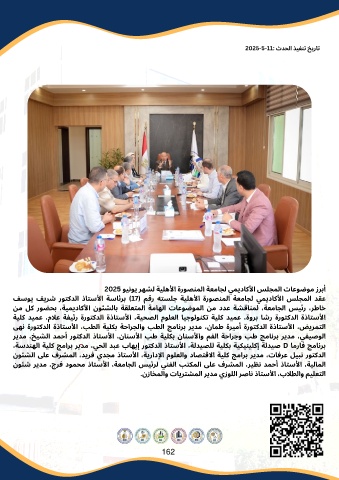 تاريخ تنفيذ الحدث :11-5-2025
أبرز موضوعات المجلس الأكاديمي لجامعة المنصورة الأهلية لشهر يونيو 2025
عقد المجلس الأكاديمي لجامعة المنصورة الأهلية جلسته رقم (17) برئاسة الأستاذ الدكتور شريف يوسف
خاطر، رئيس الجامعة، لمناقشة عدد من الموضوعات الهامة المتعلقة بالشئون الأكاديمية، بحضور كل من
الأستاذة الدكتورة رشا بروة، عميد كلية تكنولوجيا العلوم الصحية، الأستاذة الدكتورة رئيفة علام، عميد كلية
التمريض، الأستاذة الدكتورة أميرة طمان، مدير برنامج الطب والجراحة بكلية الطب، الأستاذة الدكتورة نهى
الوصيفي، مدير برنامج طب وجراحة الفم والأسنان بكلية طب الأسنان، الأستاذ الدكتور أحمد الشيخ، مدير
برنامج فارما D صيدلة إكلينيكية بكلية الصيدلة، الأستاذ الدكتور إيهاب عبد الحي، مدير برامج كلية الهندسة،
الدكتور نبيل عرفات، مدير برامج كلية الاقتصاد والعلوم الإدارية، الأستاذ مجدي فريد، المشرف على الشئون
المالية، الأستاذ أحمد نظير، المشرف على المكتب الفني لرئيس الجامعة، الأستاذ محمود فرج، مدير شئون
التعليم والطلاب، الأستاذ ناصر اللوزي مدير المشتريات والمخازن.
162